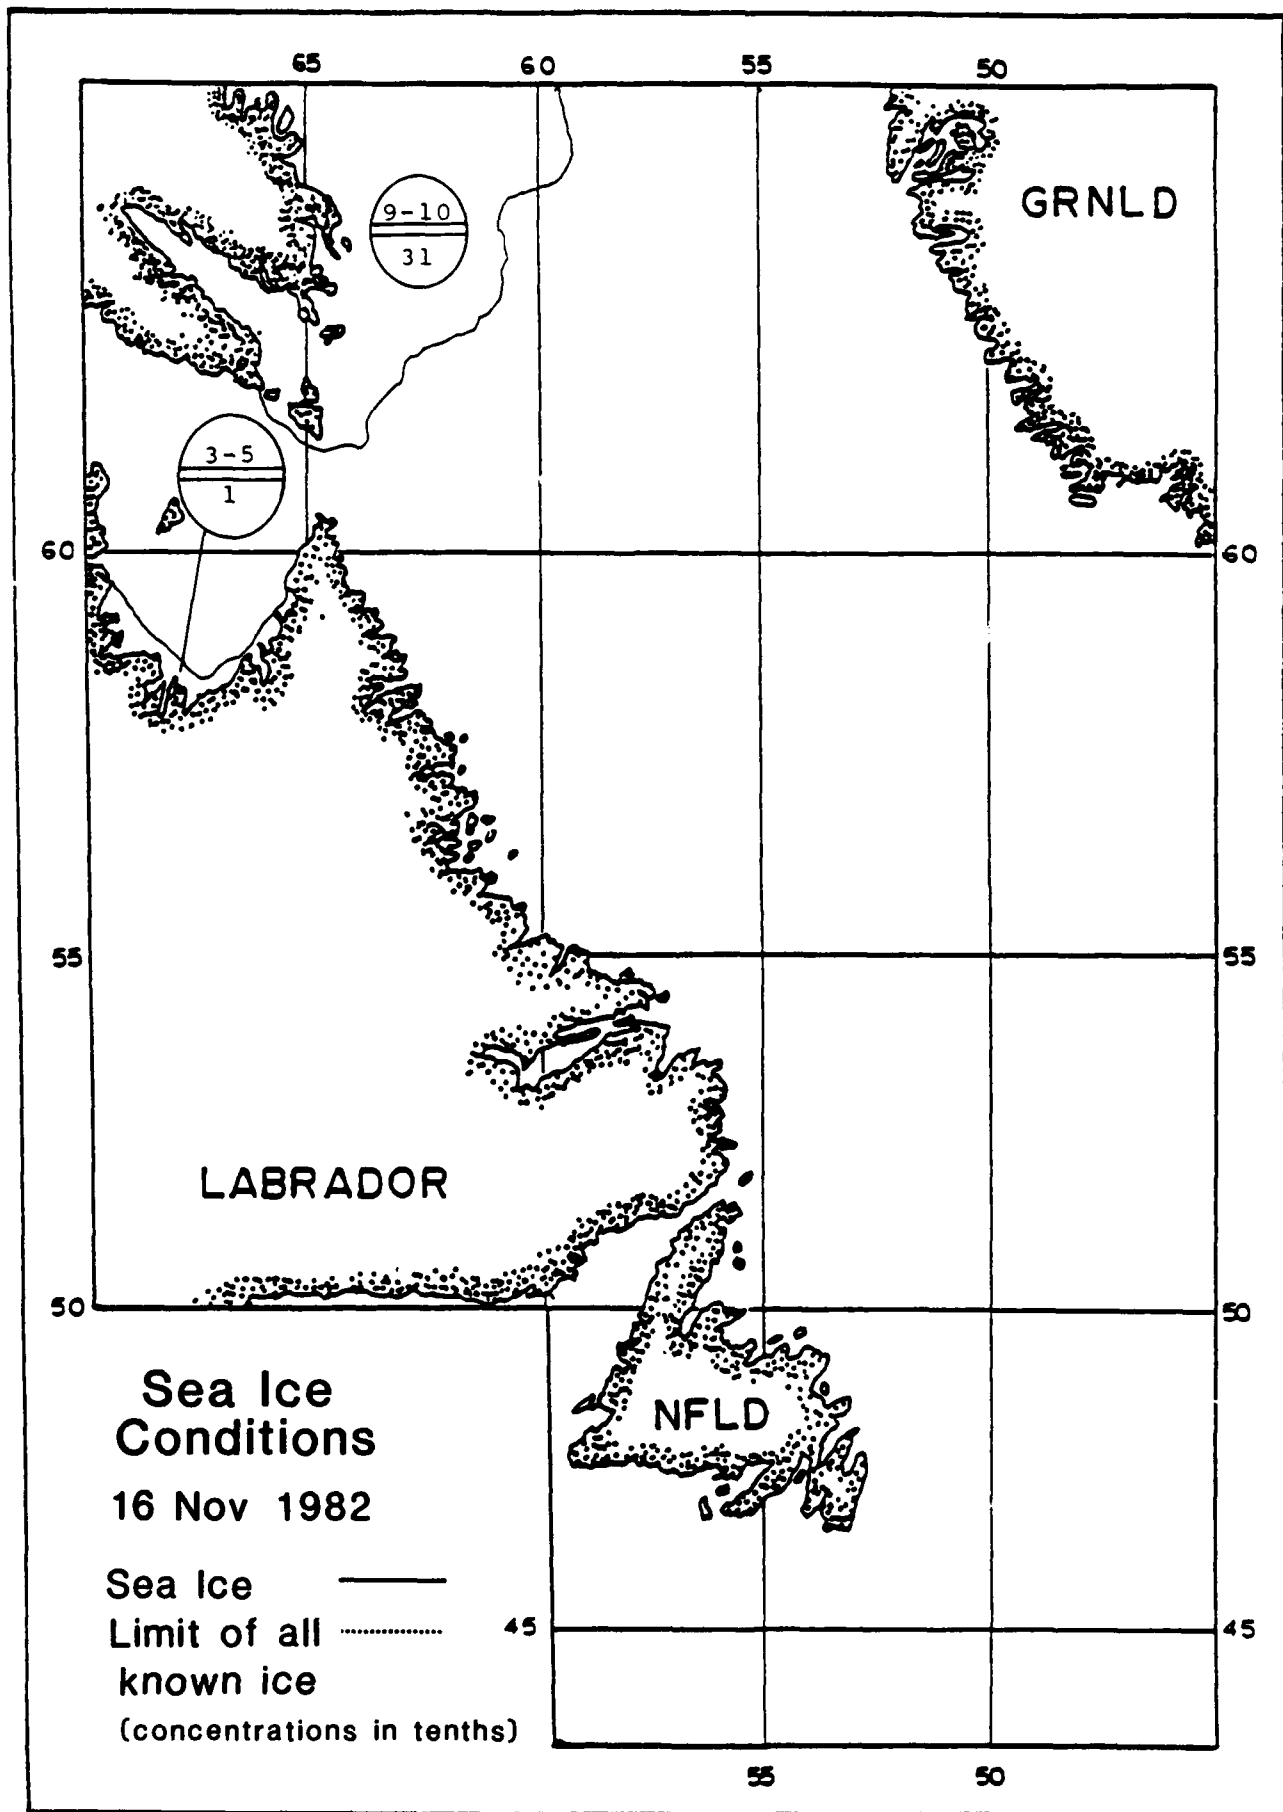 65 60 55 50
GRNLD
9-10
31
3-5
1
60 60
55 55
LABRADOR
50 50
Sea Ice
Conditions
NFLD
16 Nov 1982
Sea Ice
Limit of all
known ice
(concentrations in tenths)
45 45
55 50